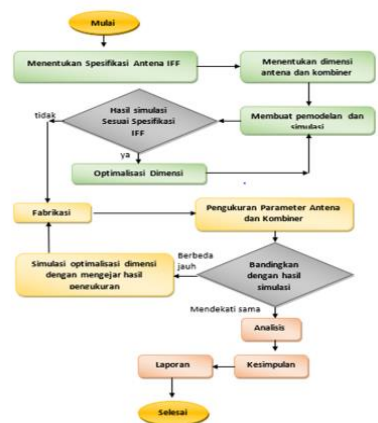 Mulai
Menentukan Spesifikasi Antena IFF
Menentukan dimensi
antena dan kombiner
tidak
Hasil simulasi
Sesuai Spesifikasi
IFF
Membuat pemodelan dan
simulasi
ya
Optimalisasi Dimensi
Fabrikasi
Pengukuran Parameter Antena
dan Kombiner
Simulasi optimalisasi dimensi
dengan mengejar hasil
pengukuran
Berbeda
jauh
Bandingkan
dengan hasil
simulasi
Mendekati sama
Analisis
Laporan
Kesimpulan
Selesai